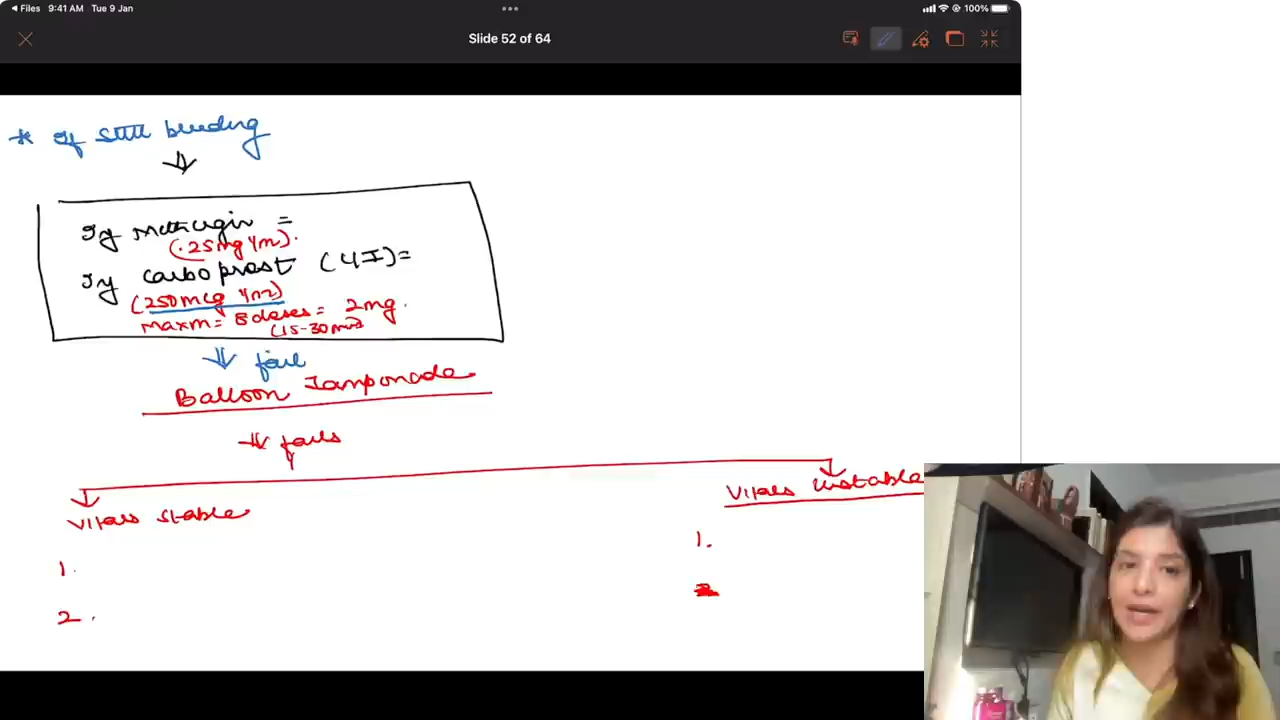 Files 9:41 AM Tue 9 Jan 100%
Slide 52 of 64
* If still bleeding
Inj Methergin =
(.25mg I/m).
Inj carboprost (4I)=
(250mcg I/m)
maxm= 8 doses = 2mg.
(15-30 min)
fail
Balloon Tamponade
fails
Vitals stable
Vitals unstable
1.
2.
1.